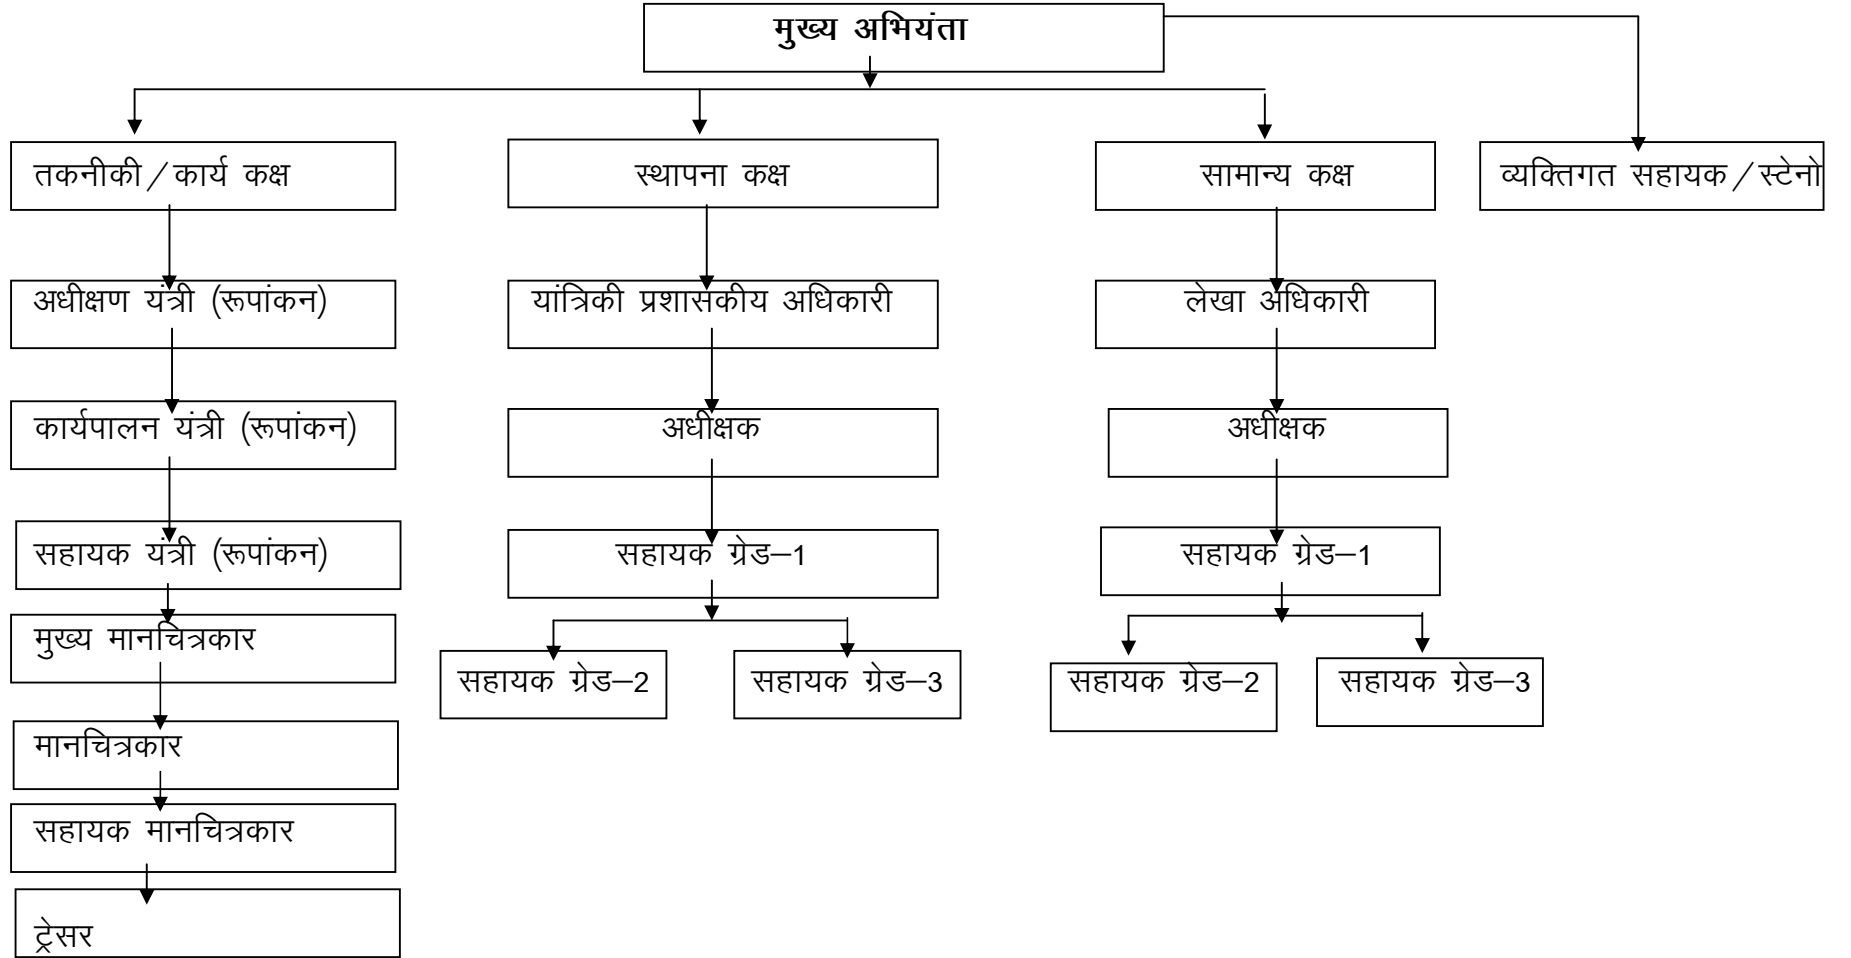 मुख्य अभियंता
तकनीकी/कार्य कक्ष
स्थापना कक्ष
सामान्य कक्ष
व्यक्तिगत सहायक/स्टेनो
अधीक्षण यंत्री (रूपांकन)
यांत्रिकी प्रशासकीय अधिकारी
लेखा अधिकारी
कार्यपालन यंत्री (रूपांकन)
अधीक्षक
अधीक्षक
सहायक यंत्री (रूपांकन)
सहायक ग्रेड–1
सहायक ग्रेड–1
मुख्य मानचित्रकार
सहायक ग्रेड–2
सहायक ग्रेड–3
सहायक ग्रेड–2
सहायक ग्रेड–3
मानचित्रकार
सहायक मानचित्रकार
ट्रेसर